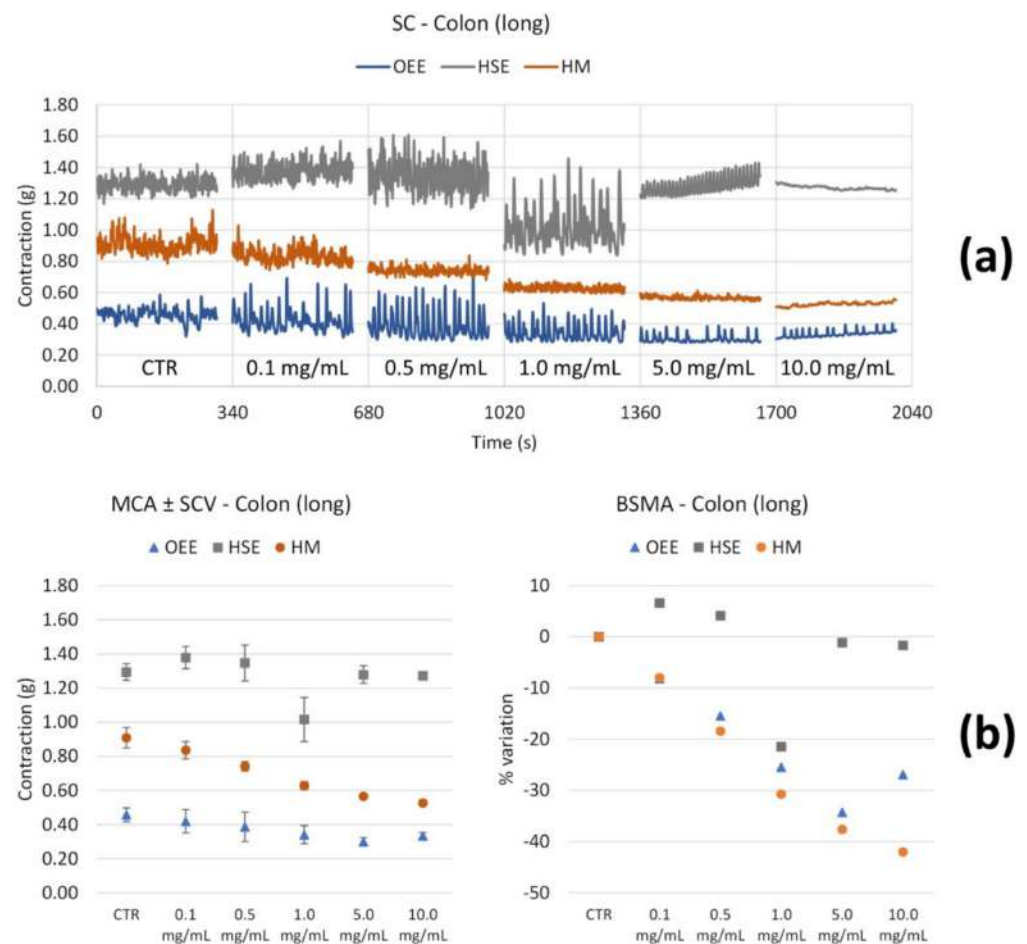 SC - Colon (long)
OEE HSE HM
1.80
1.60
1.40
1.20
1.00
0.80
0.60
0.40
0.20
0.00
Contraction (g)
CTR 0.1 mg/mL 0.5 mg/mL 1.0 mg/mL 5.0 mg/mL 10.0 mg/mL
0 340 680 1020 1360 1700 2040
Time (s)
(a)
MCA ± SCV - Colon (long)
OEE HSE HM
1.80
1.60
1.40
1.20
1.00
0.80
0.60
0.40
0.20
0.00
Contraction (g)
CTR 0.1 0.5 1.0 5.0 10.0
mg/mL mg/mL mg/mL mg/mL mg/mL
BSMA - Colon (long)
OEE HSE HM
10
0
-10
-20
-30
-40
-50
% variation
CTR 0.1 0.5 1.0 5.0 10.0
mg/mL mg/mL mg/mL mg/mL mg/mL
(b)